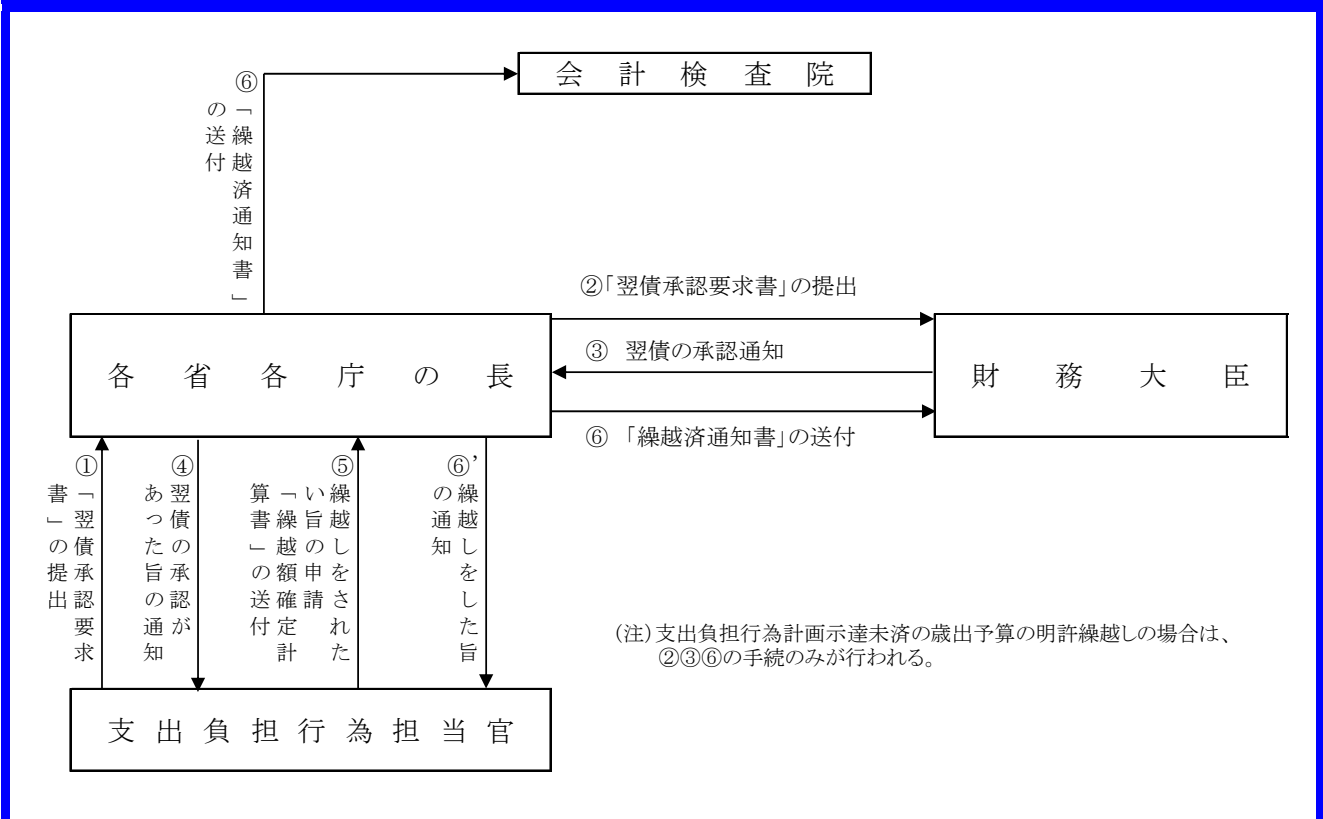 会計検査院
⑥
「繰越済通知書」
の送付
②「翌債承認要求書」の提出
各省各庁の長
③ 翌債の承認通知
財務大臣
⑥ 「繰越済通知書」の送付
①
「翌債承認要求
書」の提出
④
翌債の承認が
あった旨の通知
⑤
繰越しをされた
い旨の申請
「繰越額確定計
算書」の送付
⑥’
繰越しをした旨
の通知
(注)支出負担行為計画示達未済の歳出予算の明許繰越しの場合は、
②③⑥の手続のみが行われる。
支出負担行為担当官